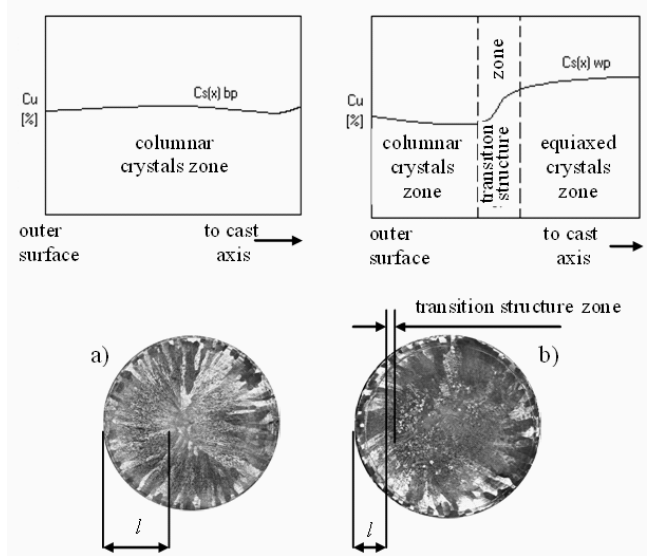 Cu
[%]
Cs(x) bp
columnar
crystals zone
outer
surface
to cast
axis
Cu
[%]
zone
Cs(x) wp
columnar
crystals
zone
transition
structure
equiaxed
crystals
zone
outer
surface
to cast
axis
transition structure zone
a)
b)
l
l